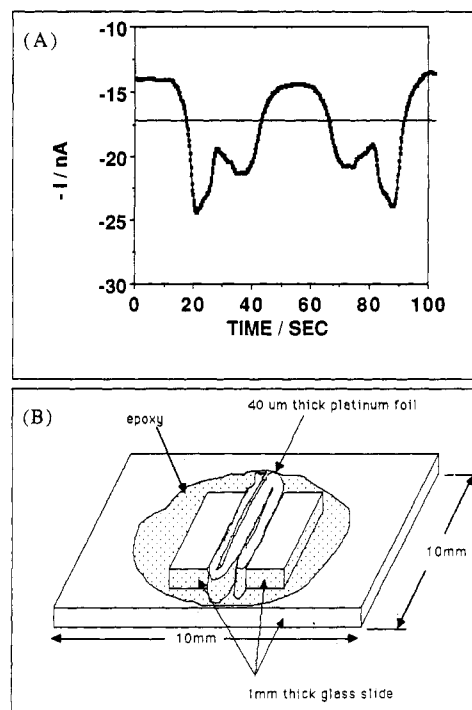 (A)
-10
-15
-20
-25
-30
- I / nA
0 20 40 60 80 100
TIME / SEC
(B)
40 um thick platinum foil
epoxy
10mm
10mm
1mm thick glass slide